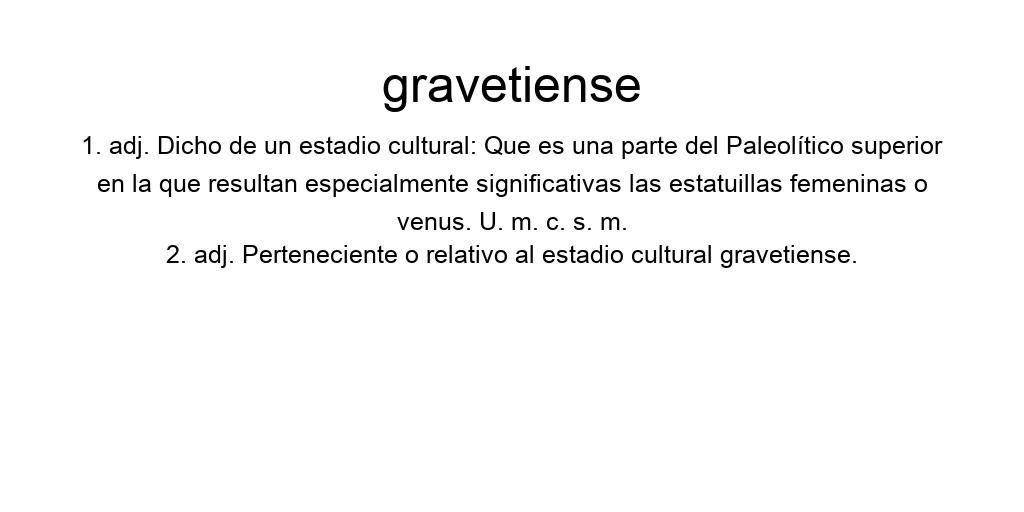 gravetiense
1. adj. Dicho de un estadio cultural: Que es una parte del Paleolítico superior
en la que resultan especialmente significativas las estatuillas femeninas o
venus. U. m. c. s. m.
2. adj. Perteneciente o relativo al estadio cultural gravetiense.